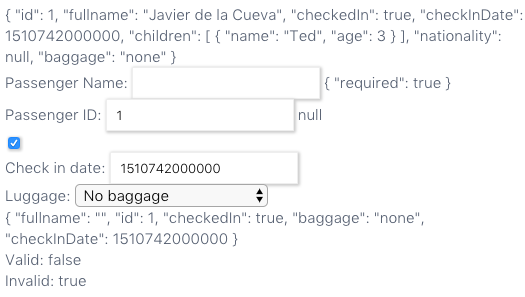 { "id": 1, "fullname": "Javier de la Cueva", "checkedIn": true, "checkInDate":
1510742000000, "children": [ { "name": "Ted", "age": 3 } ], "nationality":
null, "baggage": "none" }
Passenger Name: { "required": true }
Passenger ID: 1 null
Check in date: 1510742000000
Luggage: No baggage
{ "fullname": "", "id": 1, "checkedIn": true, "baggage": "none",
"checkInDate": 1510742000000 }
Valid: false
Invalid: true